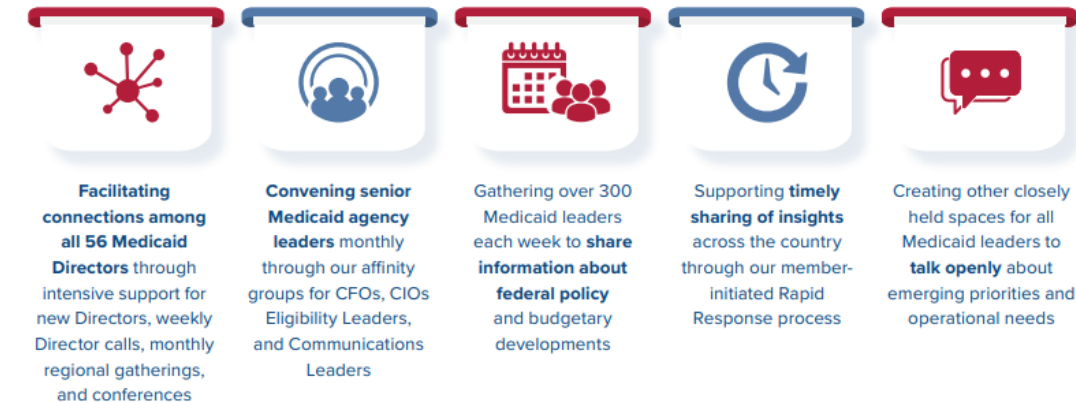 Facilitating
connections among
all 56 Medicaid
Directors through
intensive support for
new Directors, weekly
Director calls, monthly
regional gatherings,
and conferences
Convening senior
Medicaid agency
leaders monthly
through our affinity
groups for CFOs, CIOs
Eligibility Leaders,
and Communications
Leaders
Gathering over 300
Medicaid leaders
each week to share
information about
federal policy
and budgetary
developments
Supporting timely
sharing of insights
across the country
through our member-
initiated Rapid
Response process
Creating other closely
held spaces for all
Medicaid leaders to
talk openly about
emerging priorities and
operational needs